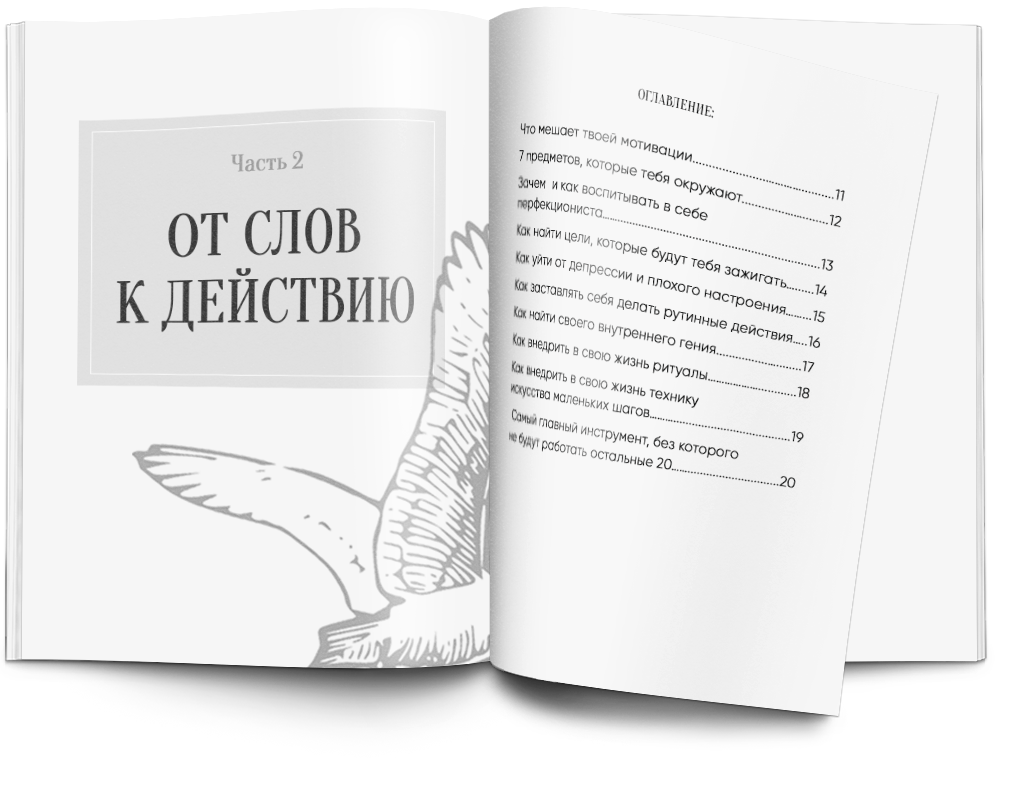 Часть 2
ОТ СЛОВ
К ДЕЙСТВИЮ
ОГЛАВЛЕНИЕ:
Что мешает твоей мотивации..............................................11
7 предметов, которые тебя окружают............................12
Зачем и как воспитывать в себе
перфекциониста..............................................................13
Как найти цели, которые будут тебя зажигать........14
Как уйти от депрессии и плохого настроения........15
Как заставлять себя делать рутинные действия.....16
Как найти своего внутреннего гения............................17
Как внедрить в свою жизнь ритуалы............................18
Как внедрить в свою жизнь технику
искусства маленьких шагов............................................19
Самый главный инструмент, без которого
не будут работать остальные 20...................................20